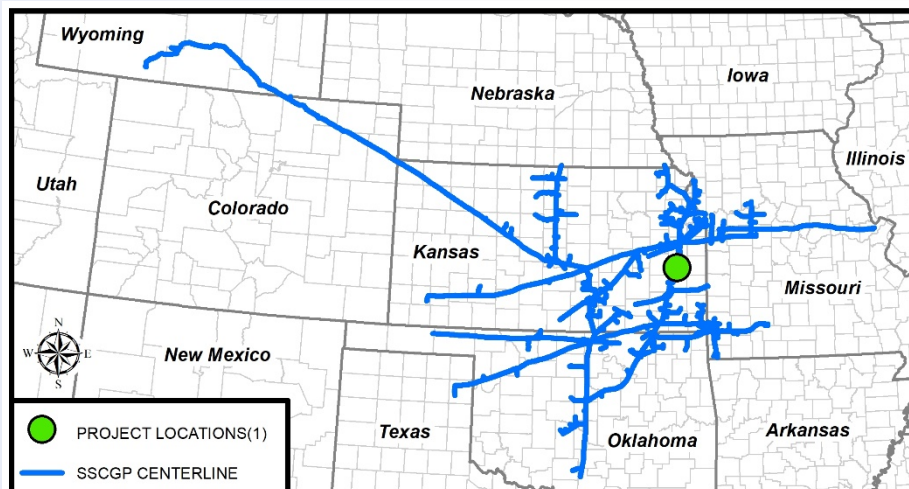 Wyoming
Iowa
Nebraska
Illinois
Utah
Colorado
Kansas
Missouri
New Mexico
N
W E
S
Texas
Oklahoma
Arkansas
PROJECT LOCATIONS(1)
SSCGP CENTERLINE